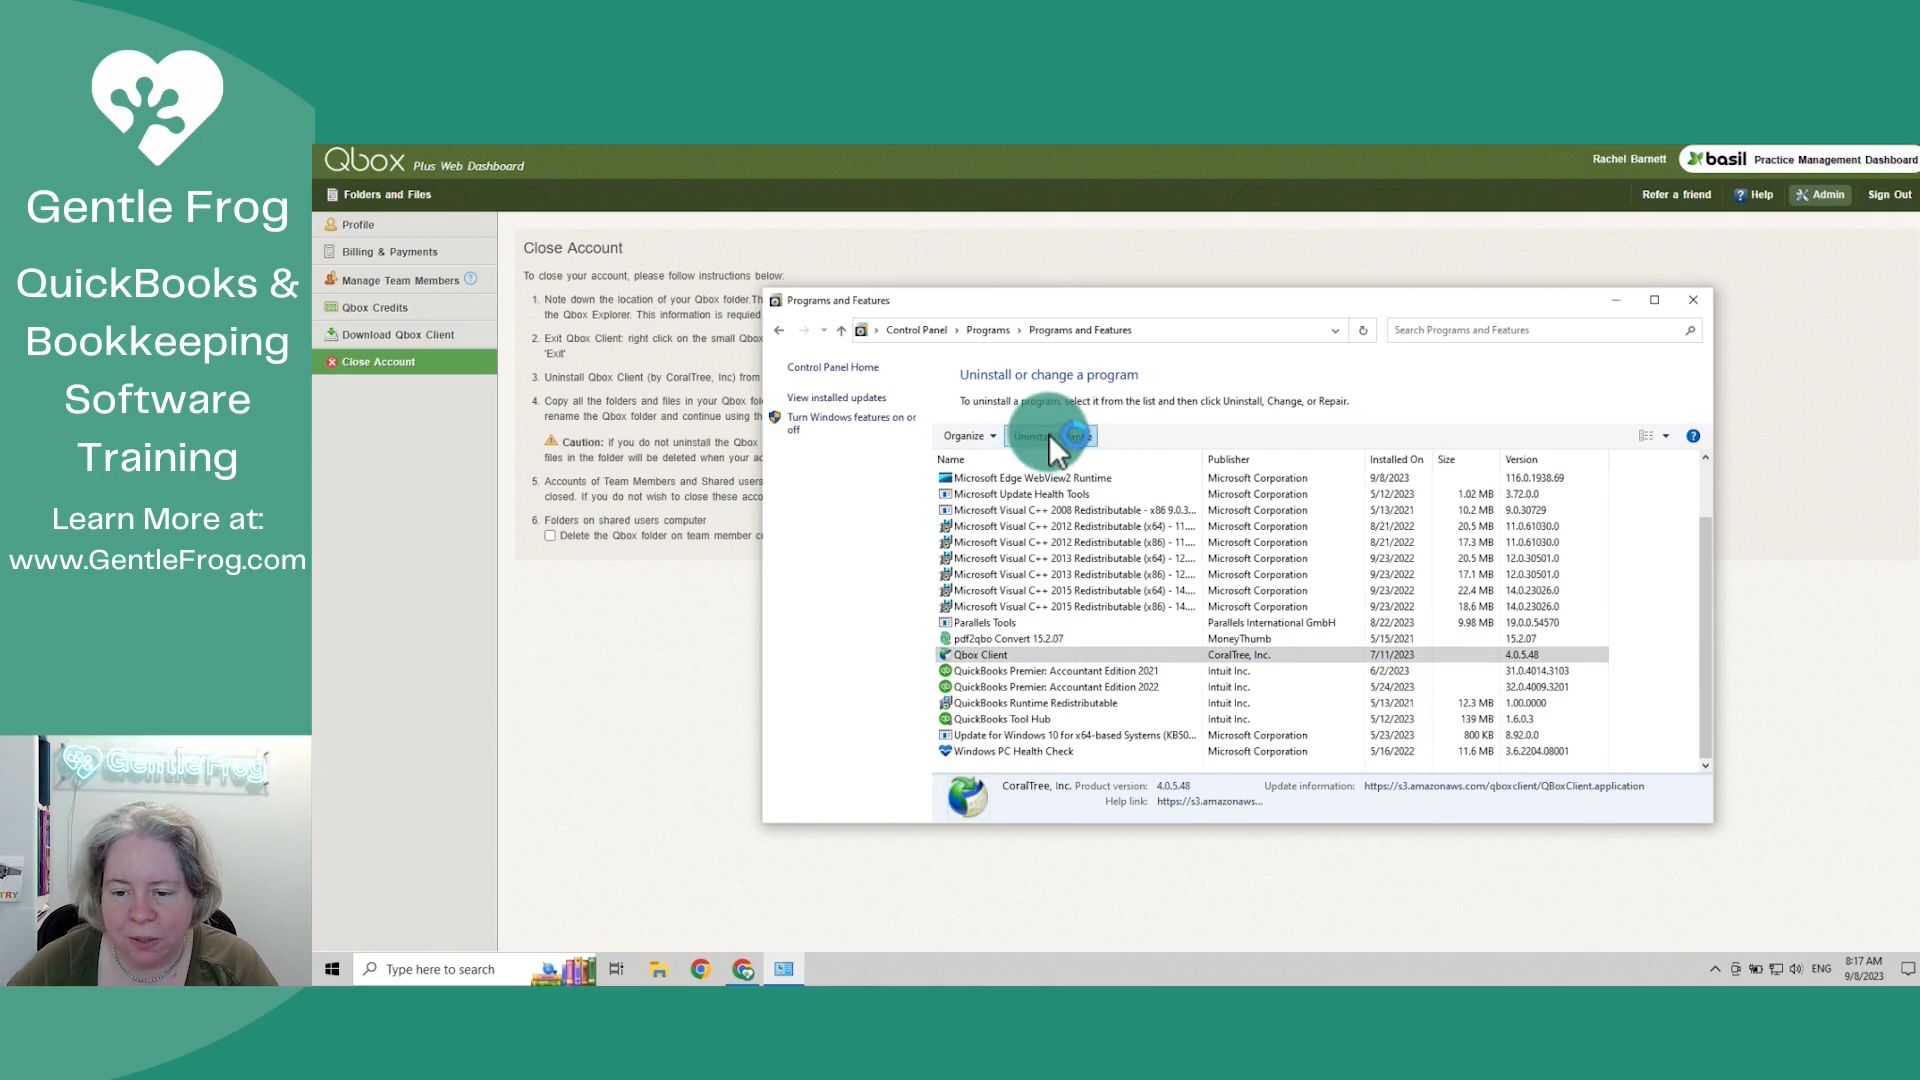 Gentle Frog
QuickBooks &
Bookkeeping
Software
Training
Learn More at:
www.GentleFrog.com
Gentle Frog
TRY
Qbox Plus Web Dashboard
Rachel Barnett
basil Practice Management Dashboard
Folders and Files
Refer a friend
Help
Admin
Sign Out
Profile
Billing & Payments
Manage Team Members
Qbox Credits
Download Qbox Client
Close Account
Close Account
To close your account, please follow instructions below:
1. Note down the location of your Qbox folder.Th
the Qbox Explorer. This information is requied
2. Exit Qbox Client: right click on the small Qbox
'Exit'
3. Uninstall Qbox Client (by CoralTree, Inc) from
4. Copy all the folders and files in your Qbox fol
rename the Qbox folder and continue using th
Caution: if you do not uninstall the Qbox
files in the folder will be deleted when your ac
5. Accounts of Team Members and Shared users
closed. If you do not wish to close these acco
6. Folders on shared users computer
Delete the Qbox folder on team member c
Programs and Features
Control Panel > Programs > Programs and Features
Search Programs and Features
Control Panel Home
View installed updates
Turn Windows features on or
off
Uninstall or change a program
To uninstall a program, select it from the list and then click Uninstall, Change, or Repair.
Organize
Name Publisher Installed On Size Version
Microsoft Edge WebView2 Runtime Microsoft Corporation 9/8/2023 116.0.1938.69
Microsoft Update Health Tools Microsoft Corporation 5/12/2023 1.02 MB 3.72.0.0
Microsoft Visual C++ 2008 Redistributable - x86 9.0.3... Microsoft Corporation 5/13/2021 10.2 MB 9.0.30729
Microsoft Visual C++ 2012 Redistributable (x64) - 11.... Microsoft Corporation 8/21/2022 20.5 MB 11.0.61030.0
Microsoft Visual C++ 2012 Redistributable (x86) - 11.... Microsoft Corporation 8/21/2022 17.3 MB 11.0.61030.0
Microsoft Visual C++ 2013 Redistributable (x64) - 12.... Microsoft Corporation 9/23/2022 20.5 MB 12.0.30501.0
Microsoft Visual C++ 2013 Redistributable (x86) - 12.... Microsoft Corporation 9/23/2022 17.1 MB 12.0.30501.0
Microsoft Visual C++ 2015 Redistributable (x64) - 14.... Microsoft Corporation 9/23/2022 22.4 MB 14.0.23026.0
Microsoft Visual C++ 2015 Redistributable (x86) - 14.... Microsoft Corporation 9/23/2022 18.6 MB 14.0.23026.0
Parallels Tools Parallels International GmbH 8/22/2023 9.98 MB 19.0.0.54570
pdf2qbo Convert 15.2.07 MoneyThumb 5/15/2021 15.2.07
Qbox Client CoralTree, Inc. 7/11/2023 4.0.5.48
QuickBooks Premier: Accountant Edition 2021 Intuit Inc. 6/2/2023 31.0.4014.3103
QuickBooks Premier: Accountant Edition 2022 Intuit Inc. 5/24/2023 32.0.4009.3201
QuickBooks Runtime Redistributable Intuit Inc. 5/13/2021 12.3 MB 1.00.0000
QuickBooks Tool Hub Intuit Inc. 5/12/2023 139 MB 1.6.0.3
Update for Windows 10 for x64-based Systems (KB50... Microsoft Corporation 5/23/2023 800 KB 8.92.0.0
Windows PC Health Check Microsoft Corporation 5/16/2022 11.6 MB 3.6.2204.08001
CoralTree, Inc. Product version: 4.0.5.48 Update information: https://s3.amazonaws.com/qboxclient/QBoxClient.application
Help link: https://s3.amazonaws...
Type here to search
ENG
8:17 AM
9/8/2023